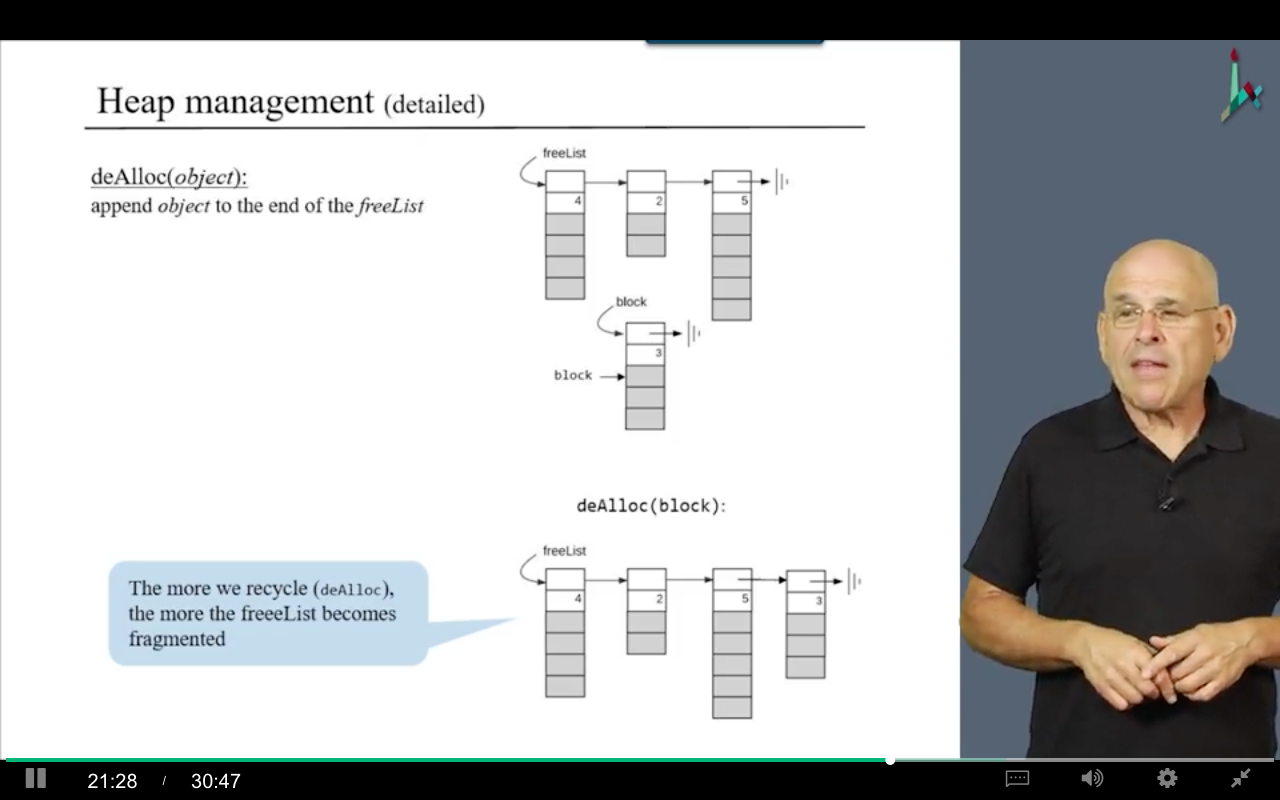 Heap management (detailed)
deAlloc(object):
append object to the end of the freeList
freeList
4
2
5
block
3
block
deAlloc(block):
freeList
4
2
5
3
The more we recycle (deAlloc),
the more the freeeList becomes
fragmented
21:28 / 30:47